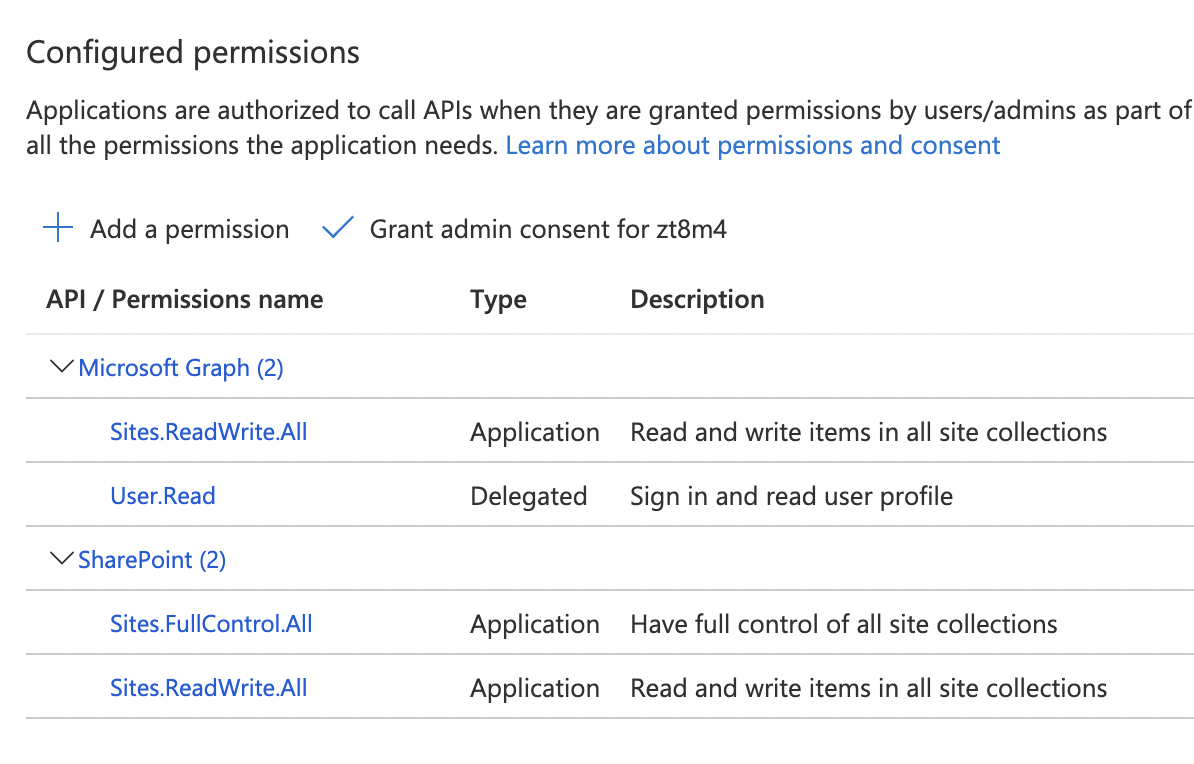 Configured permissions
Applications are authorized to call APIs when they are granted permissions by users/admins as part of
all the permissions the application needs. Learn more about permissions and consent
Add a permission Grant admin consent for zt8m4
API / Permissions name Type Description
Microsoft Graph (2)
Sites.ReadWrite.All Application Read and write items in all site collections
User.Read Delegated Sign in and read user profile
SharePoint (2)
Sites.FullControl.All Application Have full control of all site collections
Sites.ReadWrite.All Application Read and write items in all site collections